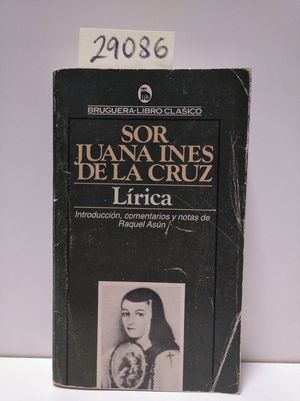 29086
BRUGUERA·LIBRO CLASICO
SOR
JUANA INES
DE LA CRUZ
Lírica
Introducción, comentarios y notas de
Raquel Asún